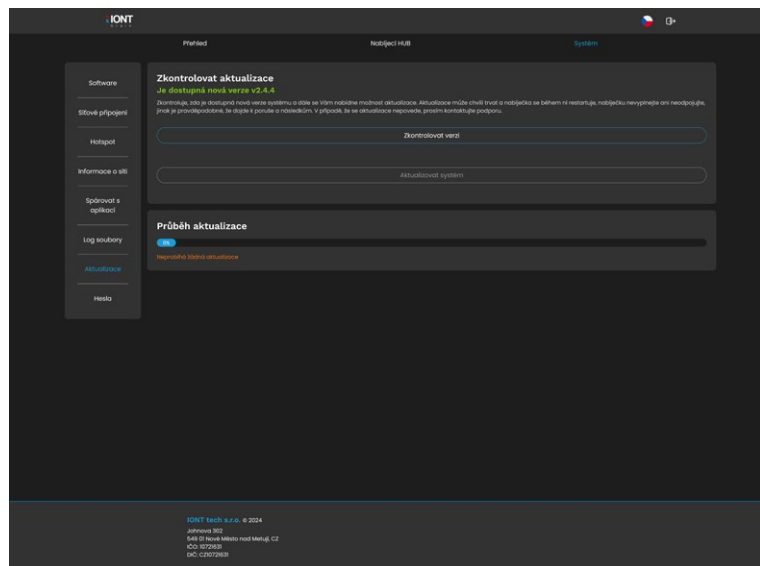 IONT
Přehled
Nabíjecí HUB
Systém
Software
Síťové připojení
Hotspot
Informace o síti
Spárovat s
aplikací
Log soubory
Aktualizace
Hesla
Zkontrolovat aktualizace
Je dostupná nová verze v2.4.4
Zkontroluje, zda je dostupná nová verze systému a dále se Vám nabídne možnost aktualizace. Aktualizace může chvíli trvat a nabíječka se během ní restartuje, nabíječku nevypínejte ani neodpojujte,
jinak je pravděpodobné, že dojde k poruše a následkům. V případě, že se aktualizace nepovede, prosím kontaktujte podporu.
Zkontrolovat verzi
Aktualizovat systém
Průběh aktualizace
0%
Neprobíhá žádná aktualizace
IONT tech s.r.o. © 2024
Jahnova 302
549 01 Nové Město nad Metují, CZ
IČO: 10721631
DIČ: CZ10721631